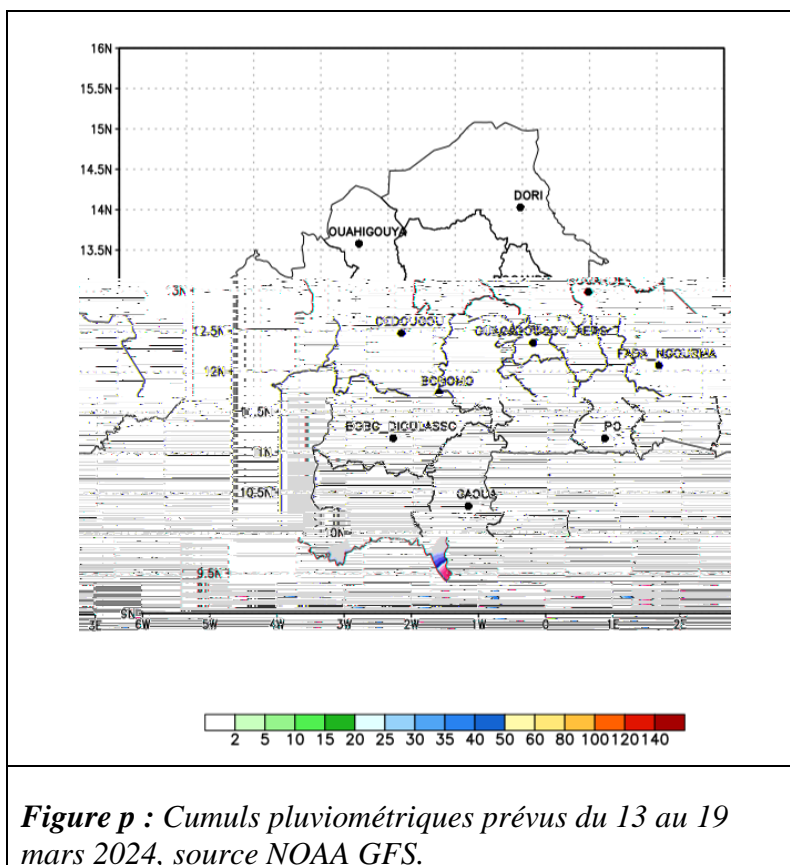 16N
15.5N
15N
14.5N
14N
13.5N
DORI
OUAHIGOUYA
3N
12.5N
DEDOUGOU
FADA_NGOURMA
12N
BOROMO
PO
10.5N
GAOUA
10N
9.5N
6W 5W 4W 3W 2W 1W 0 1E 2E
2 5 10 15 20 25 30 35 40 50 60 80 100 120 140
Figure p : Cumuls pluviométriques prévus du 13 au 19
mars 2024, source NOAA GFS.